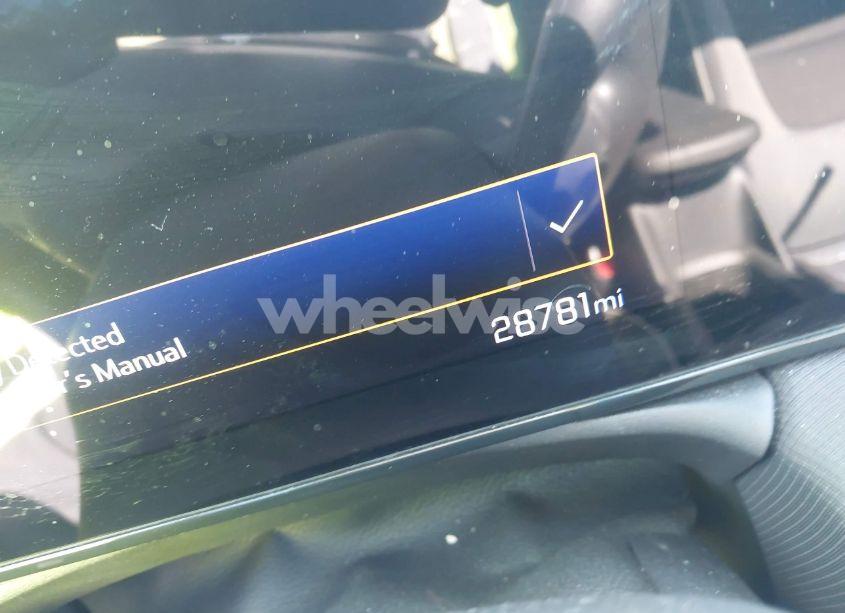 Detected
's Manual
28781mi
wheelwise